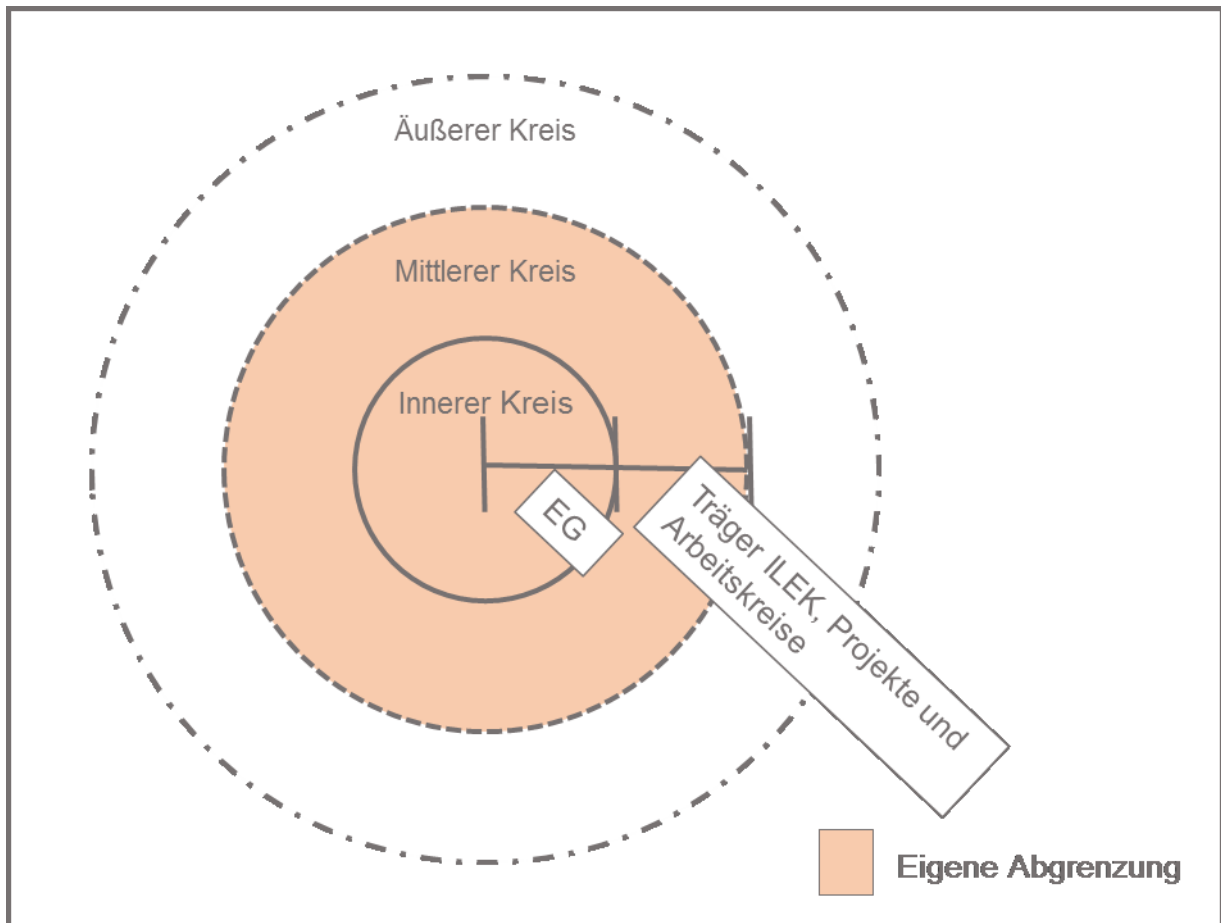 Äußerer Kreis
Mittlerer Kreis
Innerer Kreis
EG
Träger ILEK, Projekte und
Arbeitskreise
Eigene Abgrenzung